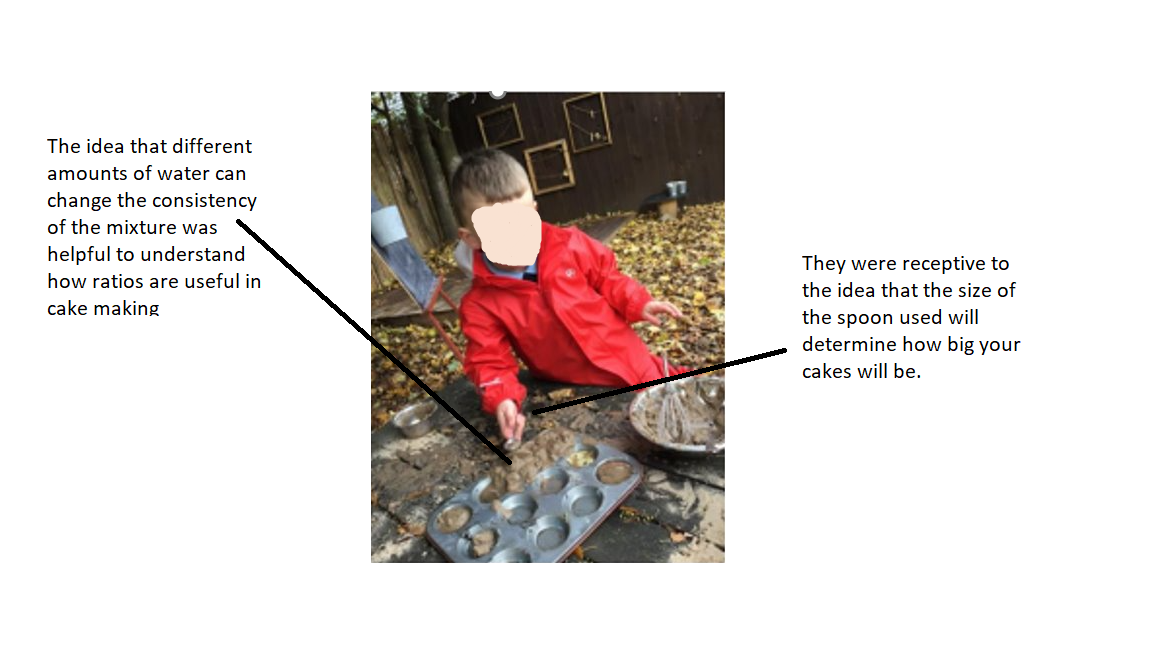 The idea that different
amounts of water can
change the consistency
of the mixture was
helpful to understand
how ratios are useful in
cake making
They were receptive to
the idea that the size of
the spoon used will
determine how big your
cakes will be.